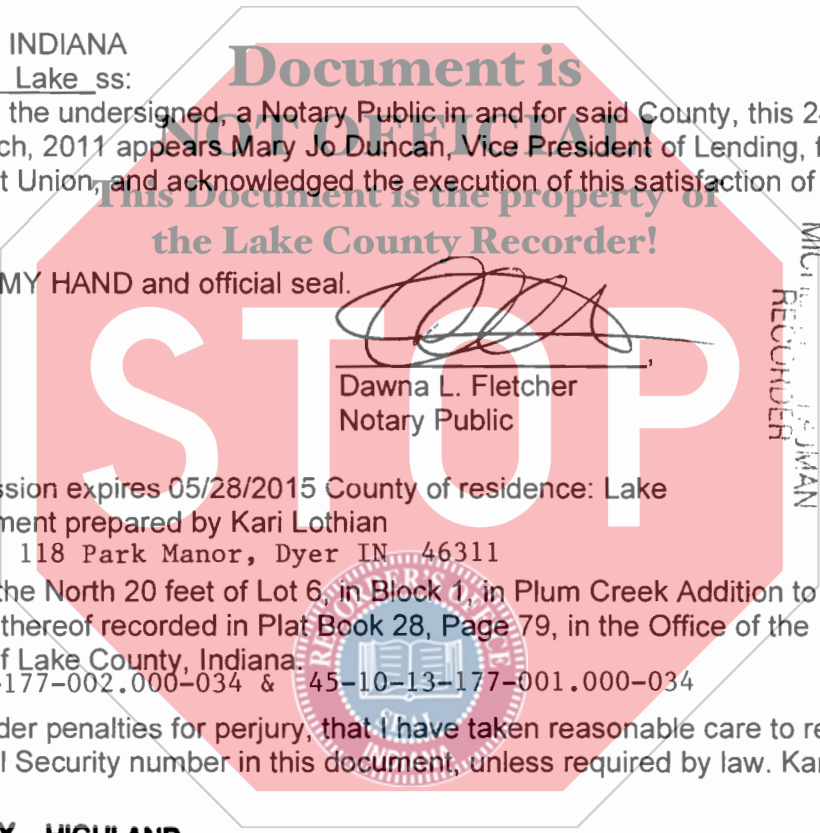 INDIANA
Lake ss:
Document is
the undersigned, a Notary Public in and for said County, this
NOT OFFICIAL!
2011 appears Mary Jo Duncan, Vice President of Lending,
Union, and acknowledged the execution of this satisfaction of
This Document is the property of
the Lake County Recorder!
MY HAND and official seal.
STOP
Dawna L. Fletcher
Notary Public
RECORDER
expires 05/28/2015 County of residence: Lake
prepared by Kari Lothian
118 Park Manor, Dyer IN 46311
the North 20 feet of Lot 6, in Block 1, in Plum Creek Addition to
thereof recorded in Plat Book 28, Page 79, in the Office of the
f Lake County, Indiana.
177-002.000-034 & 45-10-13-177-001.000-034
RECORDER'S OFFICE
SEAL
INDIANA
der penalties for perjury, that I have taken reasonable care to
Security number in this document, unless required by law.